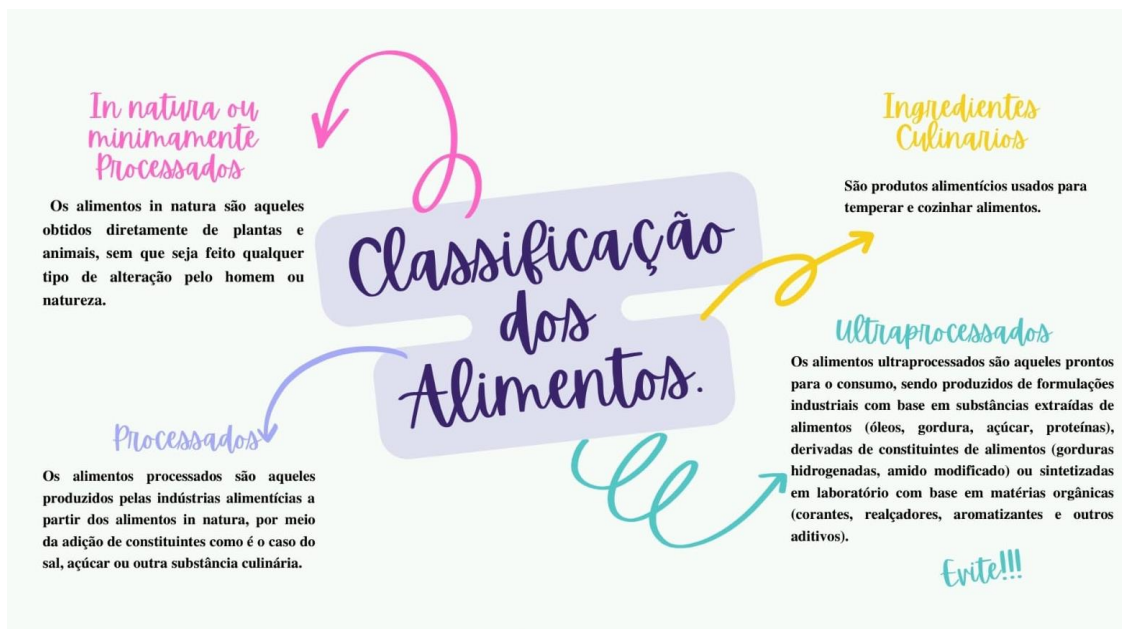 In natura ou
minimamente
Processados
Os alimentos in natura são aqueles
obtidos diretamente de plantas e
animais, sem que seja feito qualquer
tipo de alteração pelo homem ou
natureza.
Classificação
dos
Alimentos.
Ingredientes
Culinarios
São produtos alimentícios usados para
temperar e cozinhar alimentos.
Processados
Os alimentos processados são aqueles
produzidos pelas indústrias alimentícias a
partir dos alimentos in natura, por meio
da adição de constituintes como é o caso do
sal, açúcar ou outra substância culinária.
Ultraprocessados
Os alimentos ultraprocessados são aqueles prontos
para o consumo, sendo produzidos de formulações
industriais com base em substâncias extraídas de
alimentos (óleos, gordura, açúcar, proteínas),
derivadas de constituintes de alimentos (gorduras
hidrogenadas, amido modificado) ou sintetizadas
em laboratório com base em matérias orgânicas
(corantes, realçadores, aromatizantes e outros
aditivos).
Evite!!!